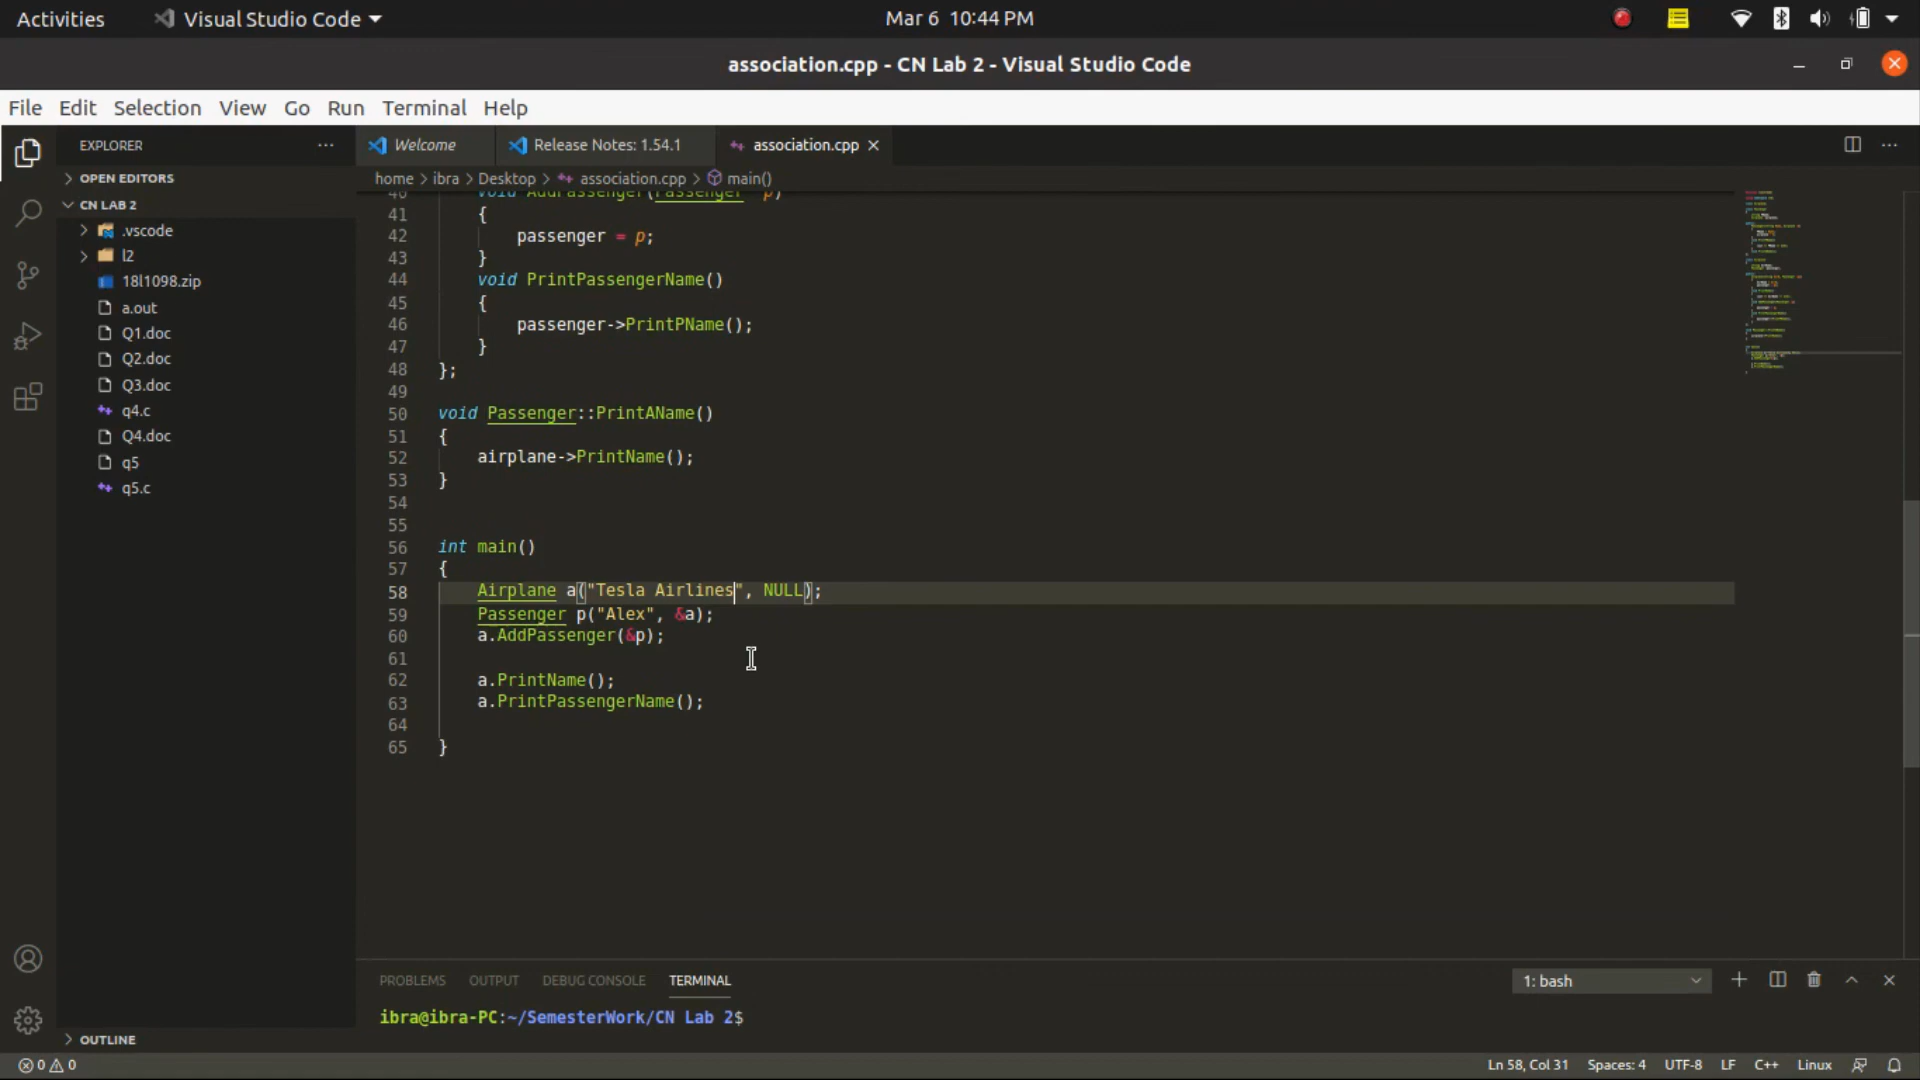 Activities Visual Studio Code Mar 6 10:44 PM
association.cpp - CN Lab 2 - Visual Studio Code
File Edit Selection View Go Run Terminal Help
EXPLORER
OPEN EDITORS
CN LAB 2
.vscode
l2
18l1098.zip
a.out
Q1.doc
Q2.doc
Q3.doc
q4.c
Q4.doc
q5
q5.c
OUTLINE
Welcome Release Notes: 1.54.1 association.cpp
home > ibra > Desktop > association.cpp > main()
40 void AddPassenger(Passenger* p)
41 {
42 passenger = p;
43 }
44 void PrintPassengerName()
45 {
46 passenger->PrintPName();
47 }
48 };
49
50 void Passenger::PrintAName()
51 {
52 airplane->PrintName();
53 }
54
55
56 int main()
57 {
58 Airplane a("Tesla Airlines", NULL);
59 Passenger p("Alex", &a);
60 a.AddPassenger(&p);
61
62 a.PrintName();
63 a.PrintPassengerName();
64
65 }
PROBLEMS OUTPUT DEBUG CONSOLE TERMINAL 1: bash
ibra@ibra-PC:~/SemesterWork/CN Lab 2$
0 0 Ln 58, Col 31 Spaces: 4 UTF-8 LF C++ Linux